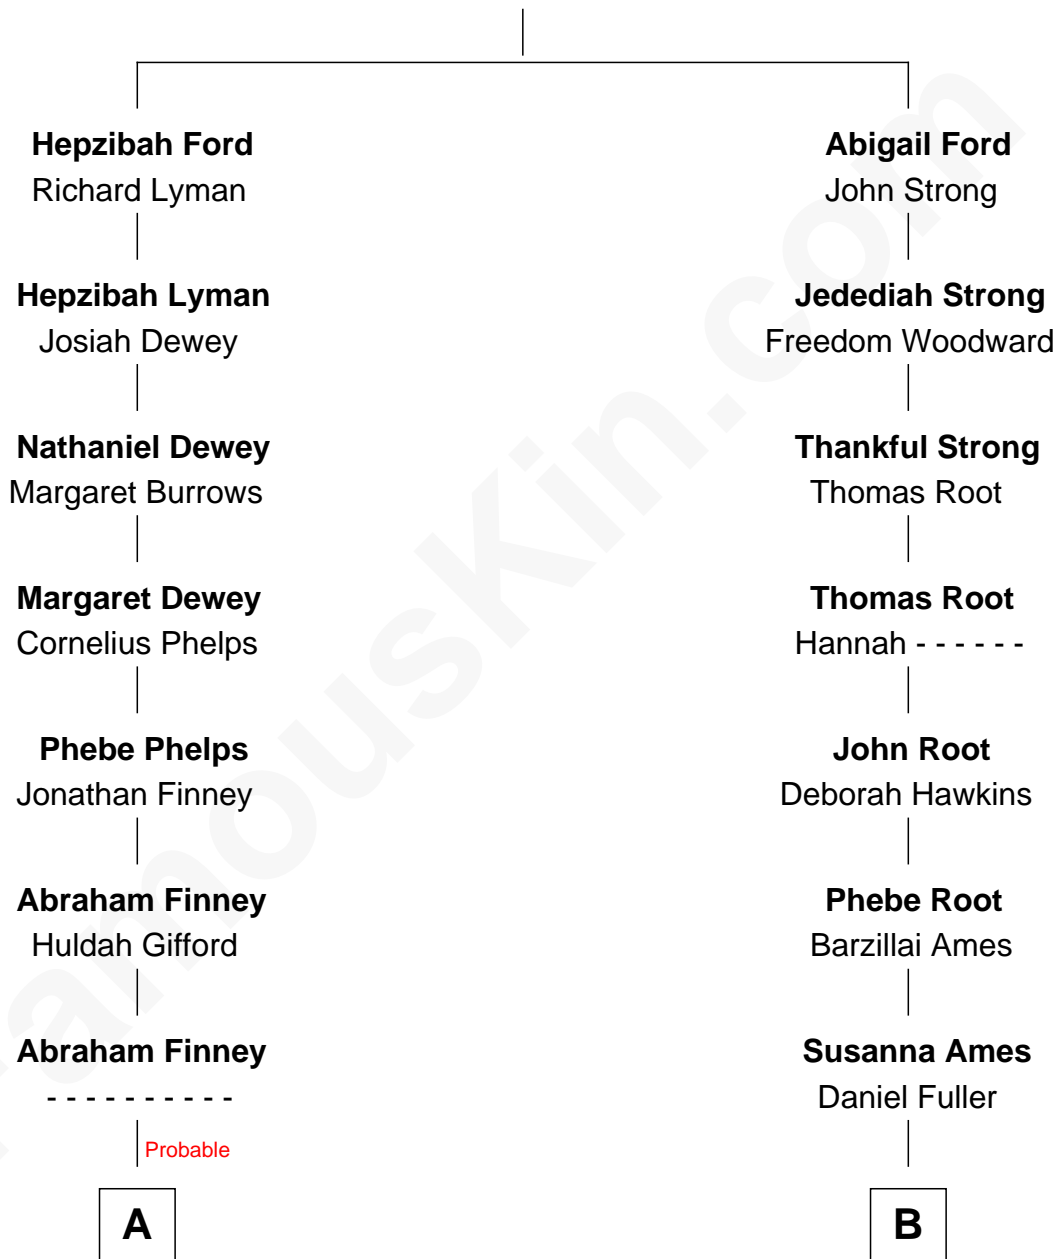 Hepzibah Ford
Richard Lyman
Abigail Ford
John Strong
Hepzibah Lyman
Josiah Dewey
Jedediah Strong
Freedom Woodward
Nathaniel Dewey
Margaret Burrows
Thankful Strong
Thomas Root
Margaret Dewey
Cornelius Phelps
Thomas Root
Hannah - - - - - -
Phebe Phelps
Jonathan Finney
John Root
Deborah Hawkins
Abraham Finney
Huldah Gifford
Phebe Root
Barzillai Ames
Abraham Finney
- - - - - - - - - -
Susanna Ames
Daniel Fuller
Probable
A
B
FamousKin.com